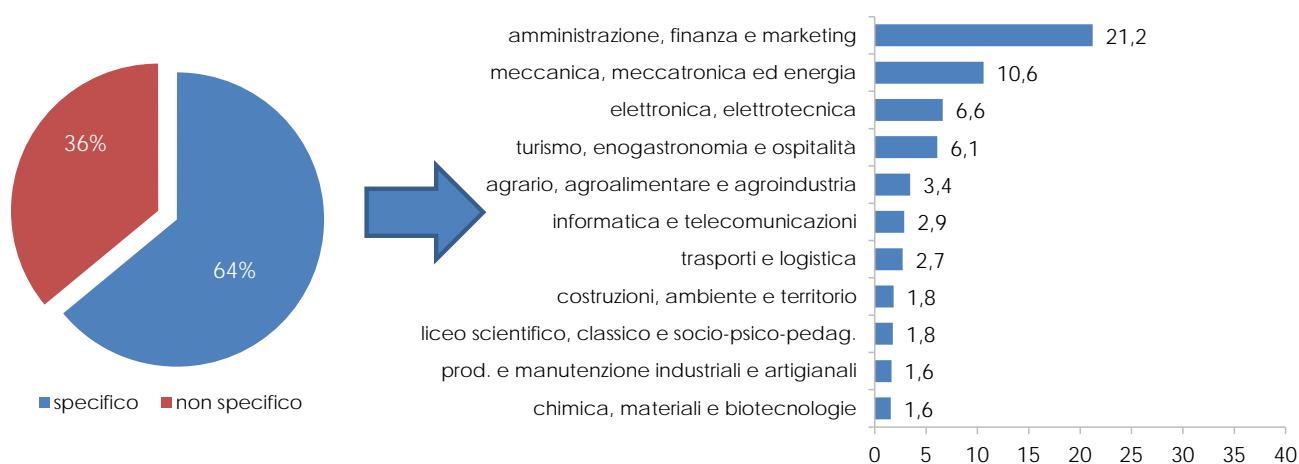 36%
64%
specifico
non specifico
amministrazione, finanza e marketing 21,2
meccanica, meccatronica ed energia 10,6
elettronica, elettrotecnica 6,6
turismo, enogastronomia e ospitalità 6,1
agrario, agroalimentare e agroindustria 3,4
informatica e telecomunicazioni 2,9
trasporti e logistica 2,7
costruzioni, ambiente e territorio 1,8
liceo scientifico, classico e socio-psico-pedag. 1,8
prod. e manutenzione industriali e artigianali 1,6
chimica, materiali e biotecnologie 1,6
0 5 10 15 20 25 30 35 40